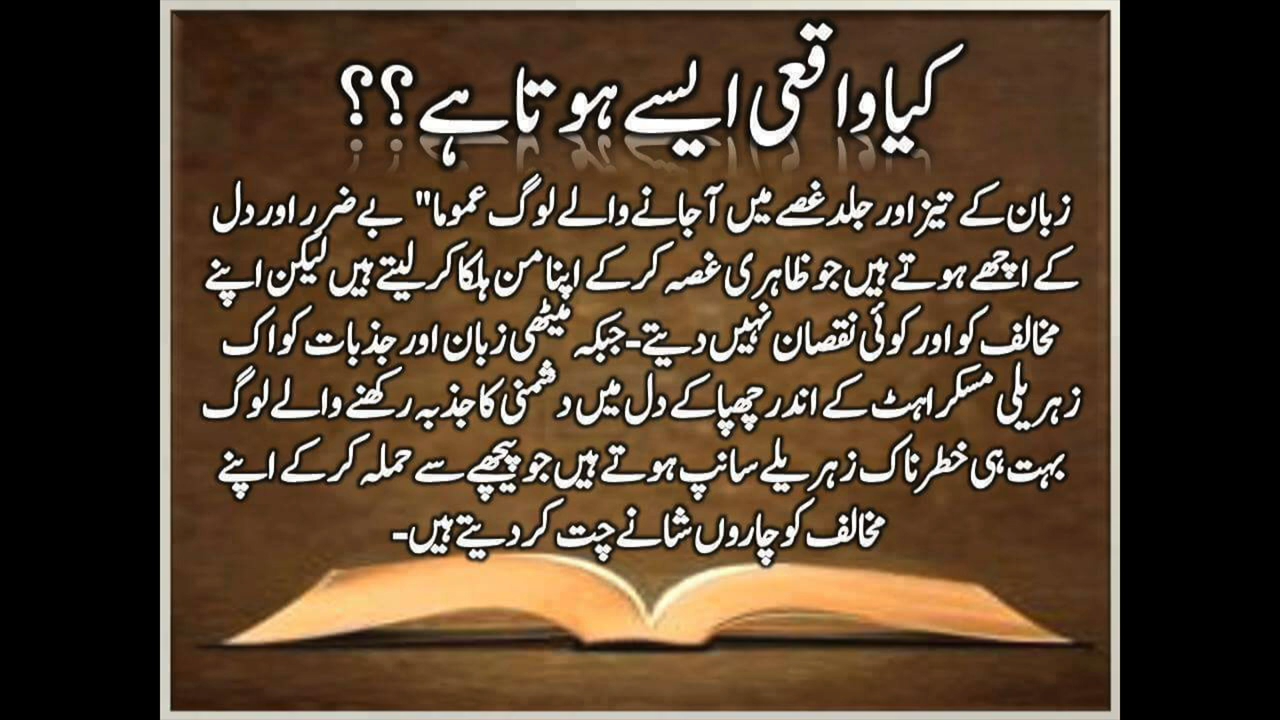 کیا واقعی ایسے ہوتا ہے؟؟
زبان کے تیز اور جلد غصے میں آ جانے والے لوگ عموما" بے ضرر اور دل
کے اچھے ہوتے ہیں جو ظاہری غصہ کر کے اپنا من ہلکا کر لیتے ہیں لیکن اپنے
مخالف کو اور کوئی نقصان نہیں دیتے- جبکہ میٹھی زبان اور جذبات کو اک
زہریلی مسکراہٹ کے اندر چھپا کے دل میں دشمنی کا جذبہ رکھنے والے لوگ
بہت ہی خطرناک زہریلے سانپ ہوتے ہیں جو پیچھے سے حملہ کر کے اپنے
مخالف کو چاروں شانے چت کر دیتے ہیں-